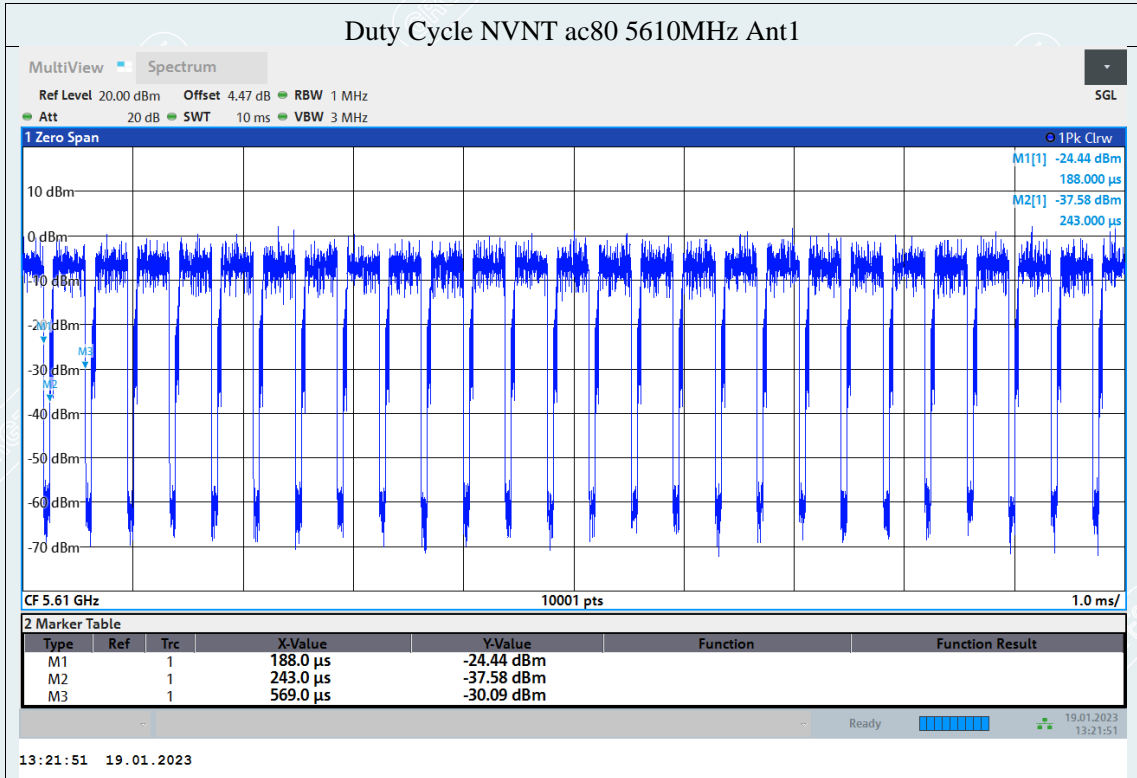 Duty Cycle NVNT ac80 5610MHz Ant1
MultiView Spectrum
Ref Level 20.00 dBm Offset 4.47 dB RBW 1 MHz SGL
Att 20 dB SWT 10 ms VBW 3 MHz
1 Zero Span 1Pk Clrw
M1[1] -24.44 dBm
188.000 µs
M2[1] -37.58 dBm
243.000 µs
10 dBm
0 dBm
-10 dBm
-20 dBm
M1
M3
-30 dBm
M2
-40 dBm
-50 dBm
-60 dBm
-70 dBm
CF 5.61 GHz 10001 pts 1.0 ms/
2 Marker Table
Type Ref Trc X-Value Y-Value Function Function Result
M1 1 188.0 µs -24.44 dBm
M2 1 243.0 µs -37.58 dBm
M3 1 569.0 µs -30.09 dBm
Ready 19.01.2023
13:21:51
13:21:51 19.01.2023